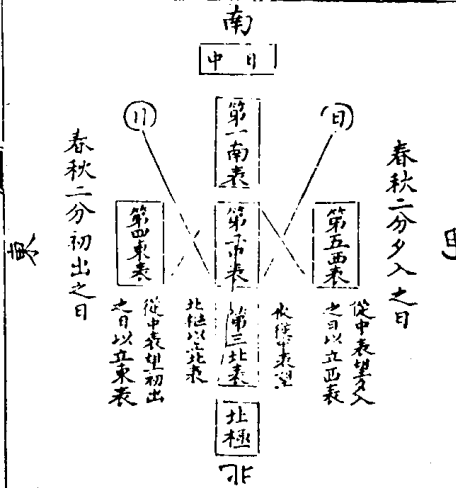 南
日中
日
日
春秋二分夕入之日
第五西表
從中表望夕入
之日以立西表
第一南表
第二中表
第三北表
夜從中表望
北極以立北表
北極
北
第四東表
從中表望初出
之日以立東表
春秋二分初出之日
東